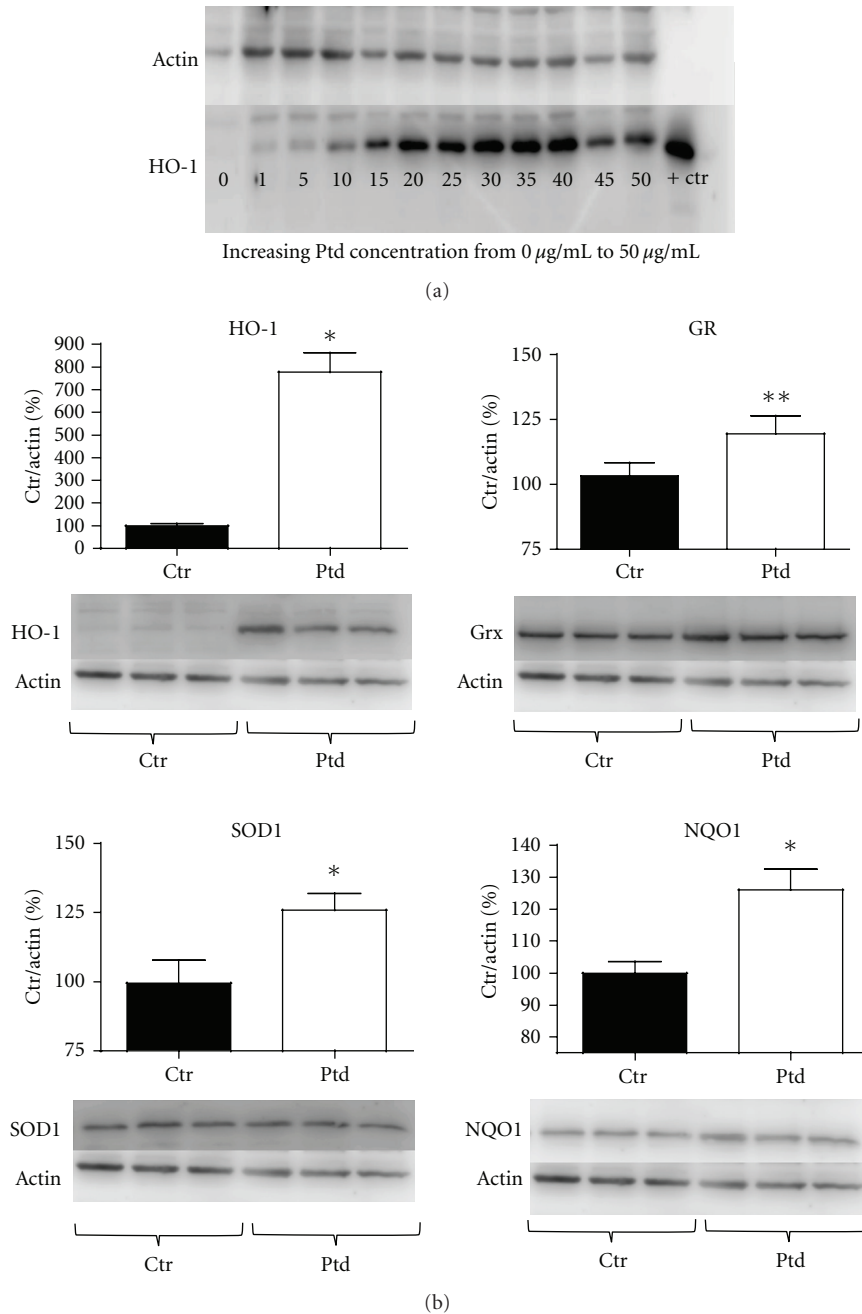 Actin
HO-1
0 1 5 10 15 20 25 30 35 40 45 50 + ctr
Increasing Ptd concentration from 0 µg/mL to 50 µg/mL
(a)
HO-1
Ctr/actin (%)
900
800
700
600
500
400
300
200
100
0
*
Ctr Ptd
HO-1
Actin
Ctr Ptd
GR
Ctr/actin (%)
150
125
100
75
**
Ctr Ptd
Grx
Actin
Ctr Ptd
SOD1
Ctr/actin (%)
150
125
100
75
*
Ctr Ptd
SOD1
Actin
Ctr Ptd
NQO1
Ctr/actin (%)
140
130
120
110
100
90
80
*
Ctr Ptd
NQO1
Actin
Ctr Ptd
(b)